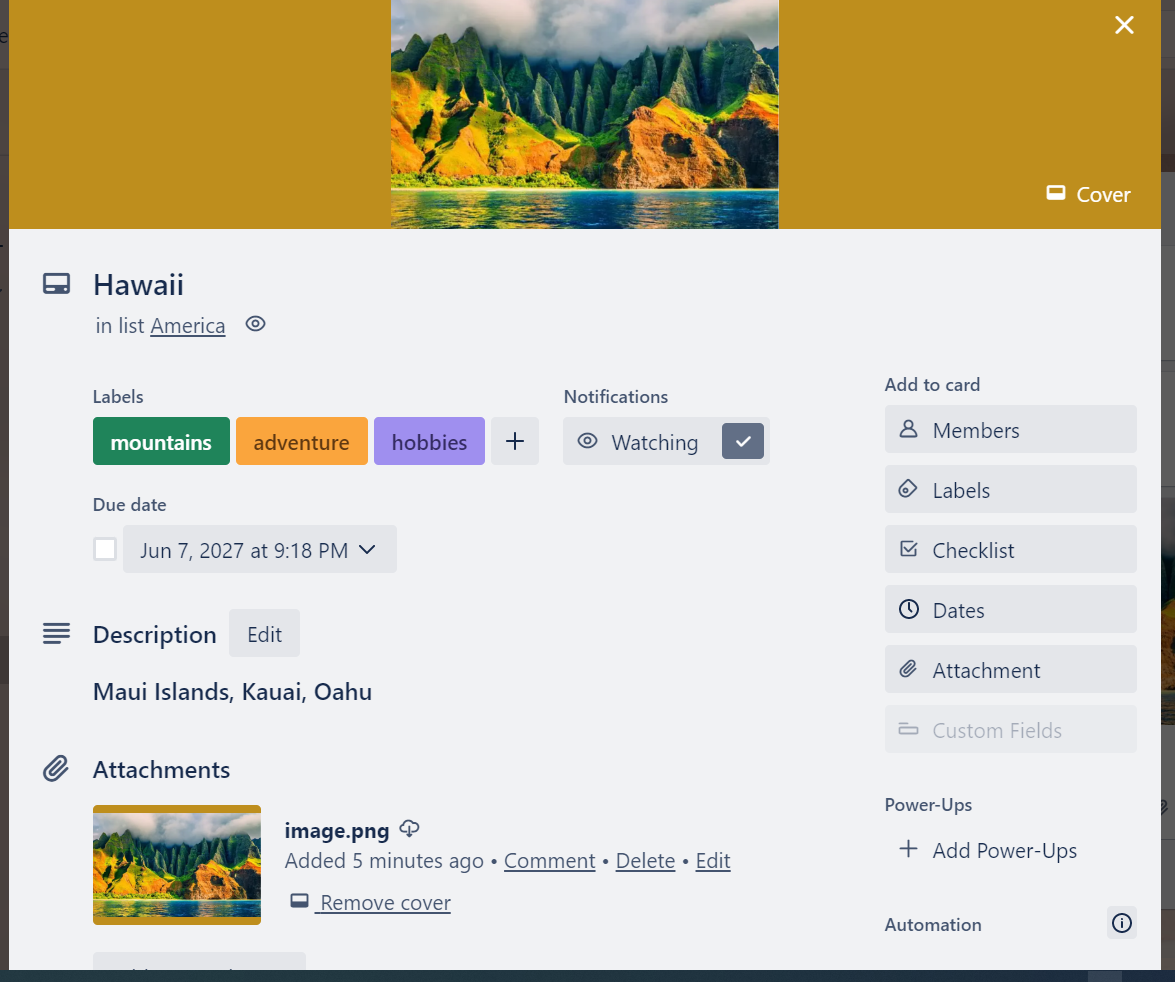 Cover
Hawaii
in list America
Labels
mountains adventure hobbies
Notifications
Watching
Due date
Jun 7, 2027 at 9:18 PM
Description Edit
Maui Islands, Kauai, Oahu
Attachments
image.png
Added 5 minutes ago • Comment • Delete • Edit
Remove cover
Add to card
Members
Labels
Checklist
Dates
Attachment
Custom Fields
Power-Ups
Add Power-Ups
Automation